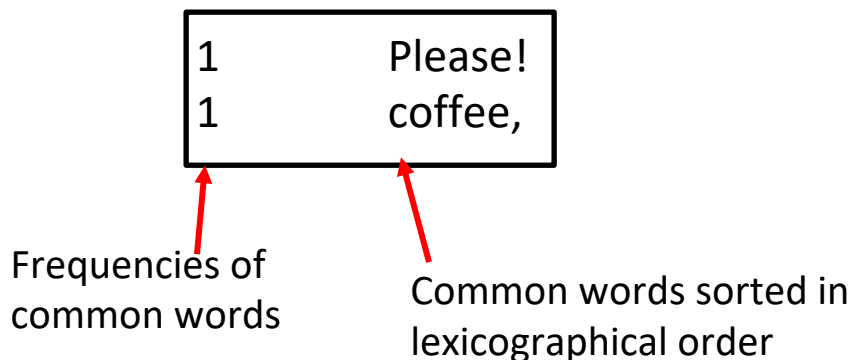 1 Please!
1 coffee,
Frequencies of
common words
Common words sorted in
lexicographical order